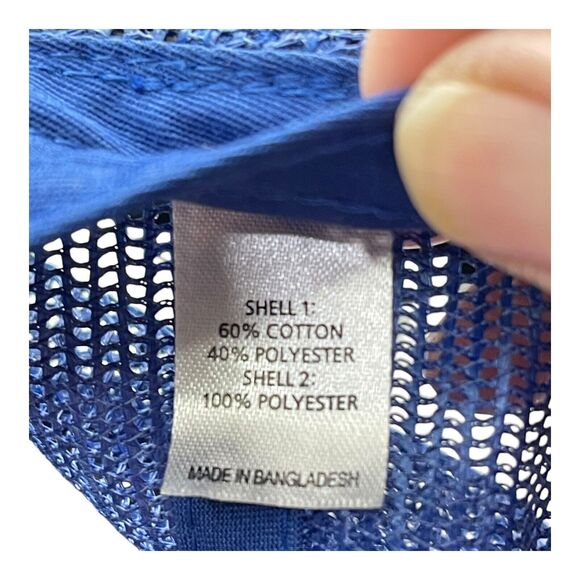 SHELL 1:
60% COTTON
40% POLYESTER
SHELL 2:
100% POLYESTER
MADE IN BANGLADESH